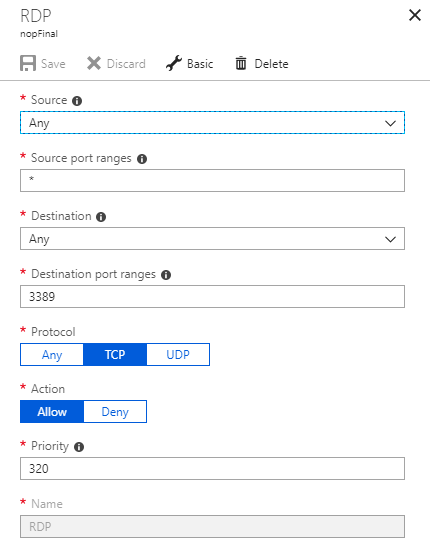 RDP
nopFinal
Save Discard Basic Delete
* Source
Any
* Source port ranges
*
* Destination
Any
* Destination port ranges
3389
* Protocol
Any TCP UDP
* Action
Allow Deny
* Priority
320
* Name
RDP